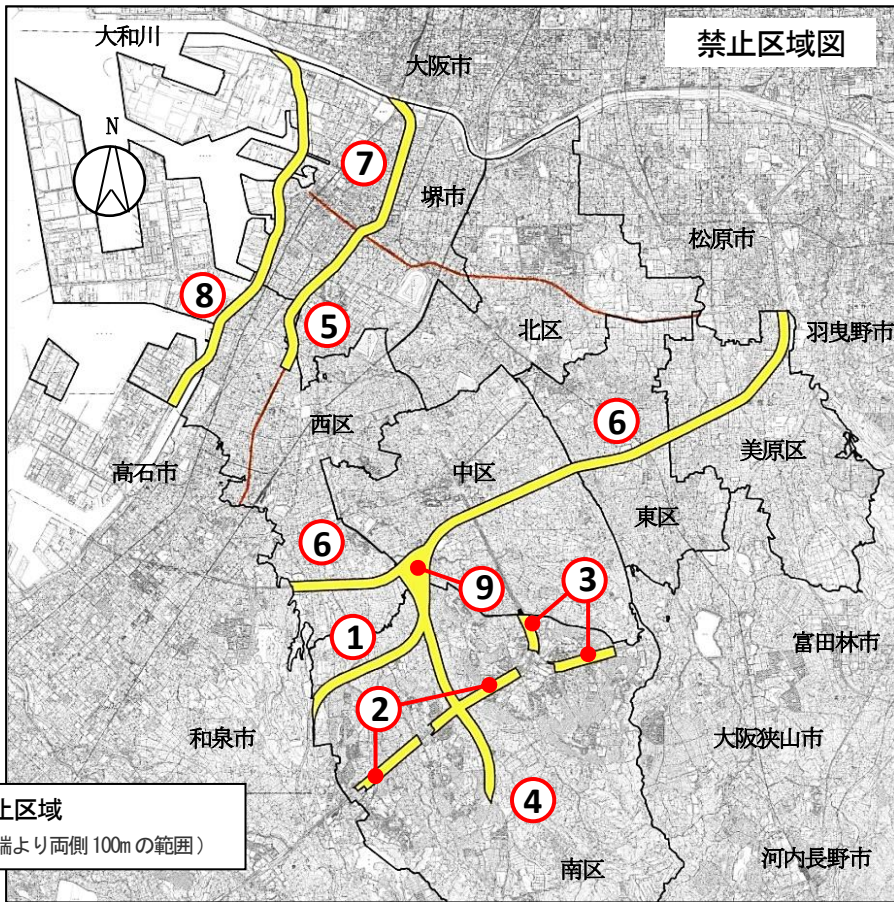 禁止区域図
大和川
大阪市
N
⑦
堺市
松原市
⑧
⑤
北区
羽曳野市
⑥
西区
美原区
中区
高石市
東区
⑥
⑨
③
①
富田林市
②
和泉市
大阪狭山市
④
止区域
端より両側100mの範囲）
河内長野市
南区